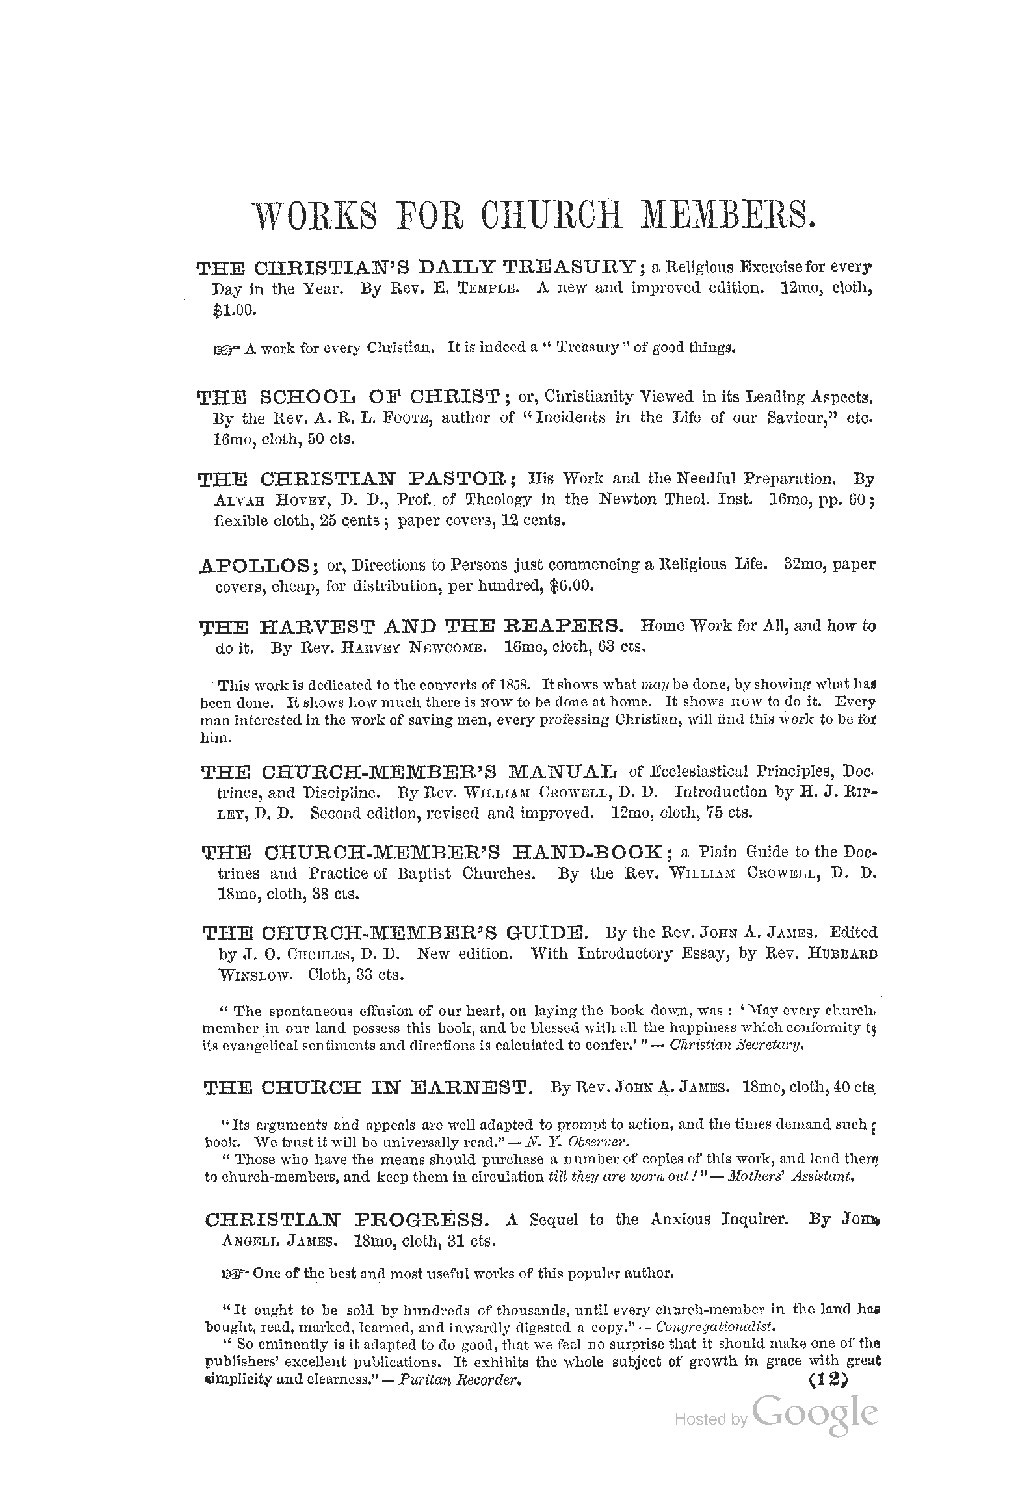 WORKS FOR CHURCH MEMBERS.
THE CHRISTIAN'S DAILY TREASURY; a Religious Exercise for every
Day in the Year. By Rev. E. TEMPLE. A new and improved edition. 12mo, cloth,
$1.00.
☞ A work for every Christian. It is indeed a "Treasury" of good things.
THE SCHOOL OF CHRIST; or, Christianity Viewed in its Leading Aspects.
By the Rev. A. R. L. FOOTE, author of "Incidents in the Life of our Saviour," etc.
16mo, cloth, 50 cts.
THE CHRISTIAN PASTOR; His Work and the Needful Preparation. By
ALVAH HOVEY, D. D., Prof. of Theology in the Newton Theol. Inst. 16mo, pp. 60;
flexible cloth, 25 cents; paper covers, 12 cents.
APOLLOS; or, Directions to Persons just commencing a Religious Life. 32mo, paper
covers, cheap, for distribution, per hundred, $6.00.
THE HARVEST AND THE REAPERS. Home Work for All, and how to
do it. By Rev. HARVEY NEWCOMB. 16mo, cloth, 63 cts.
This work is dedicated to the converts of 1858. It shows what may be done, by showing what has
been done. It shows how much there is NOW to be done at home. It shows HOW to do it. Every
man interested in the work of saving men, every professing Christian, will find this work to be for
him.
THE CHURCH-MEMBER'S MANUAL of Ecclesiastical Principles, Doc-
trines, and Discipline. By Rev. WILLIAM CROWELL, D. D. Introduction by H. J. RIP-
LEY, D. D. Second edition, revised and improved. 12mo, cloth, 75 cts.
THE CHURCH-MEMBER'S HAND-BOOK; a Plain Guide to the Doc-
trines and Practice of Baptist Churches. By the Rev. WILLIAM CROWELL, D. D.
18mo, cloth, 38 cts.
THE CHURCH-MEMBER'S GUIDE. By the Rev. JOHN A. JAMES. Edited
by J. O. CHOULES, D. D. New edition. With Introductory Essay, by Rev. HUBBARD
WINSLOW. Cloth, 33 cts.
"The spontaneous effusion of our heart, on laying the book down, was: 'May every church-
member in our land possess this book, and be blessed with all the happiness which conformity to
its evangelical sentiments and directions is calculated to confer.'" — Christian Secretary.
THE CHURCH IN EARNEST. By Rev. JOHN A. JAMES. 18mo, cloth, 40 cts.
"Its arguments and appeals are well adapted to prompt to action, and the times demand such a
book. We trust it will be universally read." — N. Y. Observer.
"Those who have the means should purchase a number of copies of this work, and lend them
to church-members, and keep them in circulation till they are worn out!" — Mothers' Assistant.
CHRISTIAN PROGRESS. A Sequel to the Anxious Inquirer. By JOHN
ANGELL JAMES. 18mo, cloth, 31 cts.
☞ One of the best and most useful works of this popular author.
"It ought to be sold by hundreds of thousands, until every church-member in the land has
bought, read, marked, learned, and inwardly digested a copy." — Congregationalist.
"So eminently is it adapted to do good, that we feel no surprise that it should make one of the
publishers' excellent publications. It exhibits the whole subject of growth in grace with great
simplicity and clearness." — Puritan Recorder.
(12)
Hosted by Google